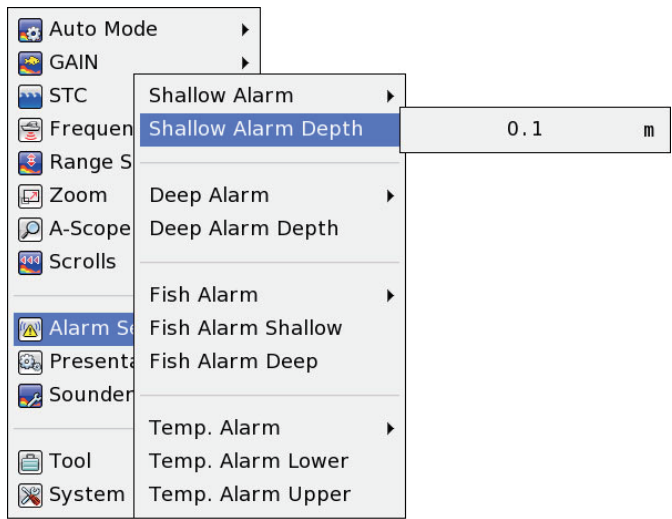 Auto Mode
GAIN
STC
Frequen
Range S
Zoom
A-Scope
Scrolls
Alarm Se
Presenta
Sounder
Tool
System
Shallow Alarm
Shallow Alarm Depth
Deep Alarm
Deep Alarm Depth
Fish Alarm
Fish Alarm Shallow
Fish Alarm Deep
Temp. Alarm
Temp. Alarm Lower
Temp. Alarm Upper
0.1 m